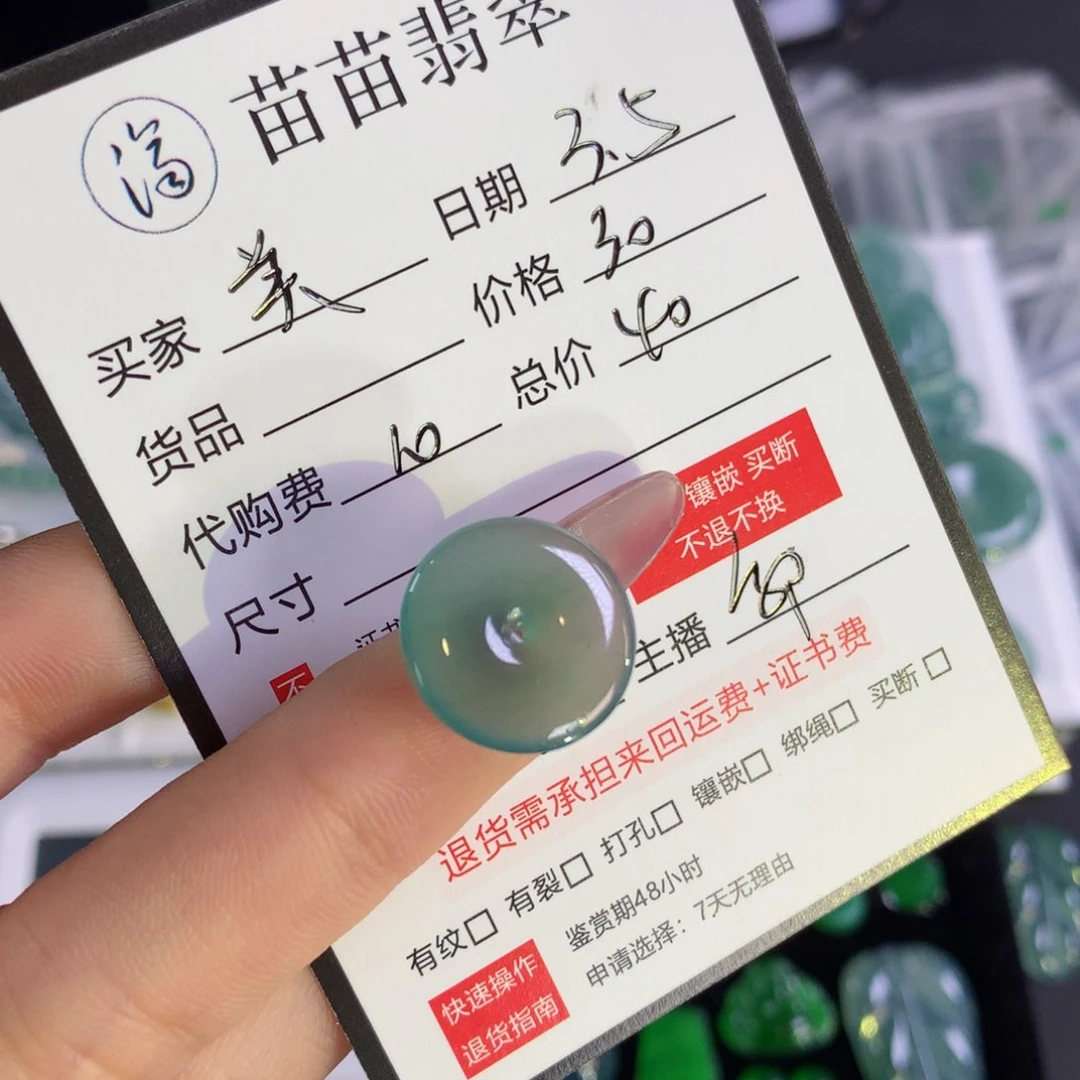 苗苗翡翠
日期 3.5
买家 美
价格 30
货品
总价 40
代购费 10
尺寸
镶嵌 买断
不退不换
证书
不
主播
退货需承担来回运费+证书费
有纹□ 有裂□ 打孔□ 镶嵌□ 绑绳□ 买断□
鉴赏期48小时
申请选择：7天无理由
快速操作
退货指南